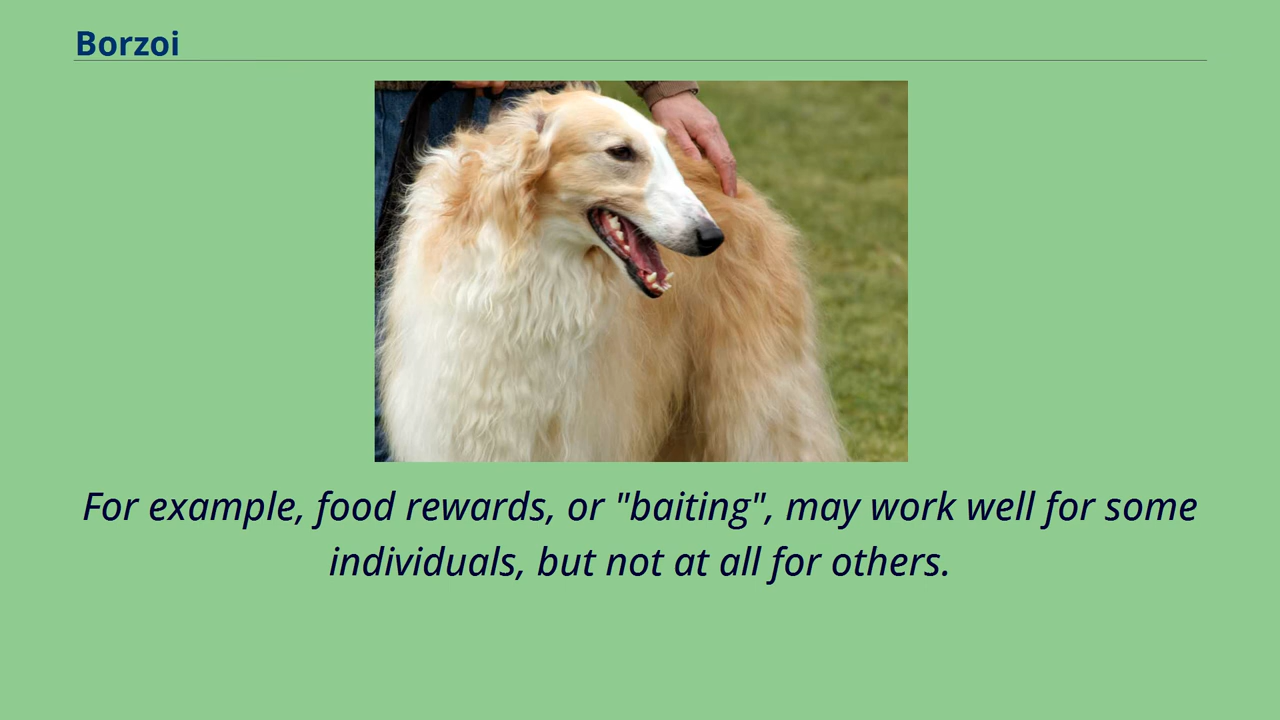 Borzoi
For example, food rewards, or "baiting", may work well for some
individuals, but not at all for others.